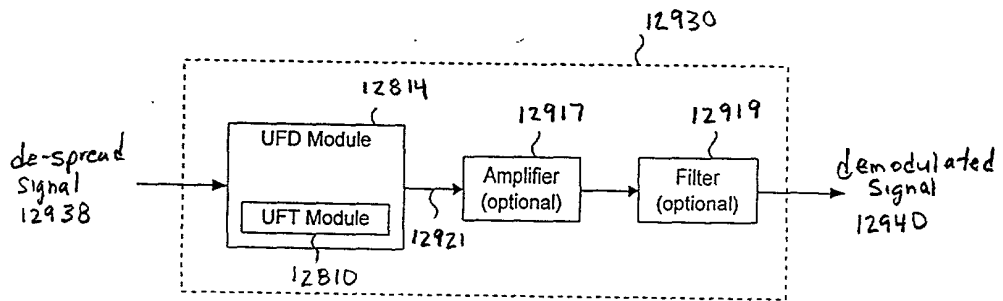 12930
12814
12917
12919
UFD Module
de-spread
signal
12938
Amplifier
(optional)
Filter
(optional)
demodulated
signal
12940
UFT Module
12921
12810